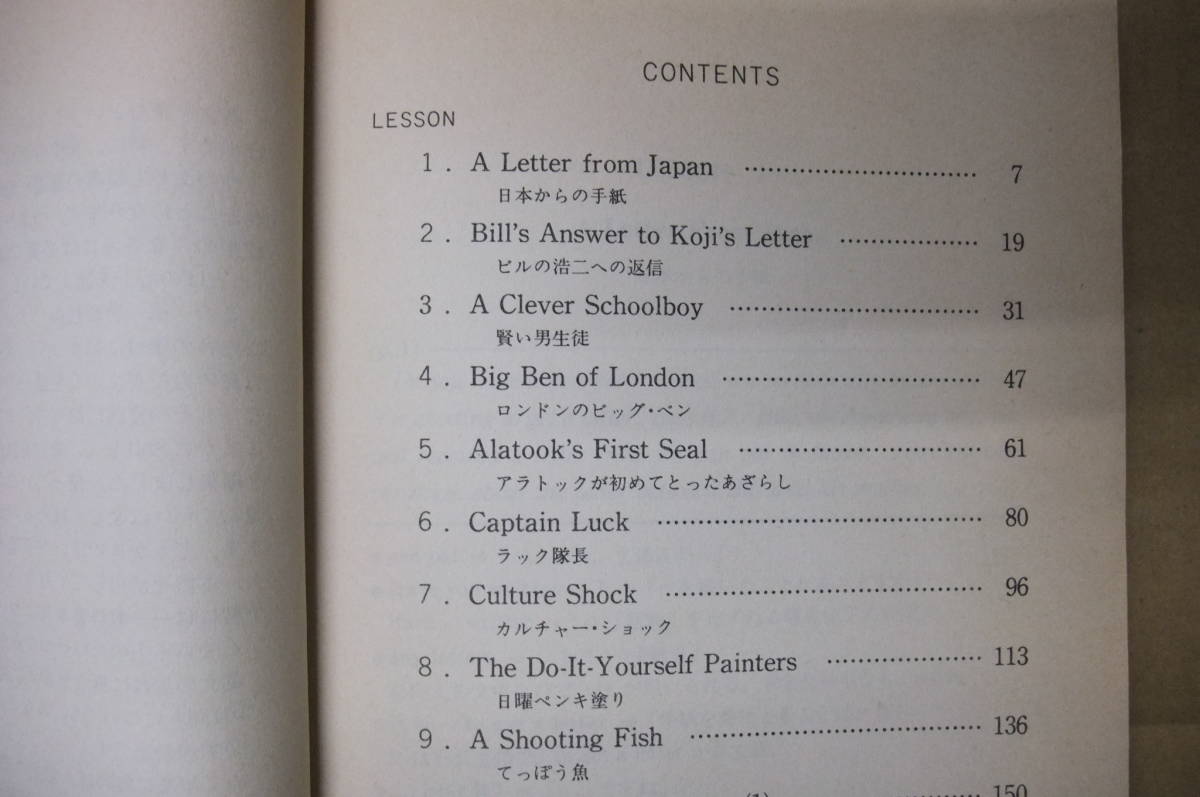 CONTENTS
LESSON
1. A Letter from Japan ………………………… 7
日本からの手紙
2. Bill's Answer to Koji's Letter ……………… 19
ビルの浩二への返信
3. A Clever Schoolboy ………………………… 31
賢い男生徒
4. Big Ben of London ………………………… 47
ロンドンのビッグ・ベン
5. Alatook's First Seal ………………………… 61
アラトックが初めてとったあざらし
6. Captain Luck ………………………………… 80
ラック隊長
7. Culture Shock ……………………………… 96
カルチャー・ショック
8. The Do-It-Yourself Painters ……………… 113
日曜ペンキ塗り
9. A Shooting Fish …………………………… 136
てっぽう魚
150